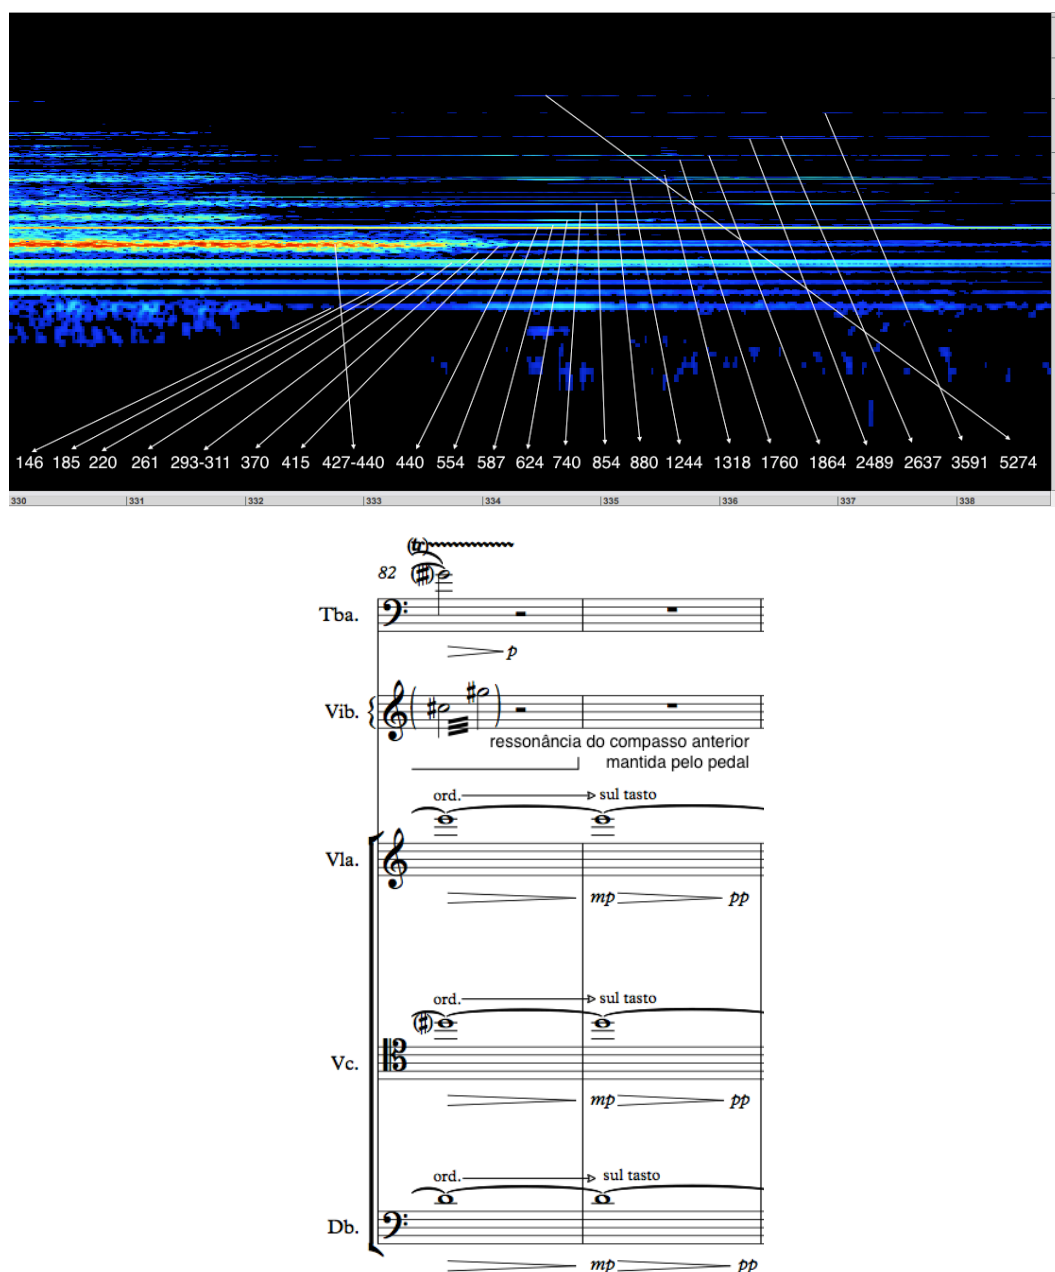 146 185 220 261 293-311 370 415 427-440 440 554 587 624 740 854 880 1244 1318 1760 1864 2489 2637 3591 5274
330 331 332 333 334 335 336 337 338
(tr)
82
Tba.
p
Vib.
ressonância do compasso anterior
mantida pelo pedal
ord. sul tasto
Vla.
mp pp
ord. sul tasto
Vc.
mp pp
ord. sul tasto
Db.
mp pp